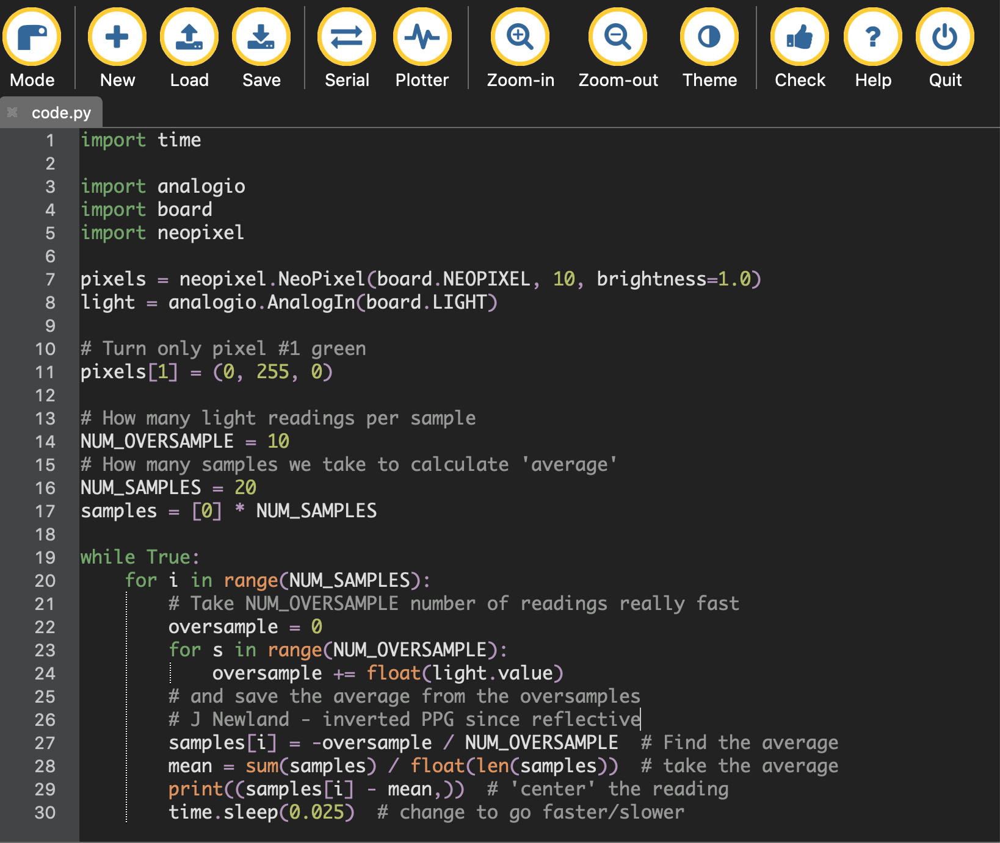 Mode New Load Save Serial Plotter Zoom-in Zoom-out Theme Check Help Quit
code.py
1 import time
2
3 import analogio
4 import board
5 import neopixel
6
7 pixels = neopixel.NeoPixel(board.NEOPIXEL, 10, brightness=1.0)
8 light = analogio.AnalogIn(board.LIGHT)
9
10 # Turn only pixel #1 green
11 pixels[1] = (0, 255, 0)
12
13 # How many light readings per sample
14 NUM_OVERSAMPLE = 10
15 # How many samples we take to calculate 'average'
16 NUM_SAMPLES = 20
17 samples = [0] * NUM_SAMPLES
18
19 while True:
20     for i in range(NUM_SAMPLES):
21         # Take NUM_OVERSAMPLE number of readings really fast
22         oversample = 0
23         for s in range(NUM_OVERSAMPLE):
24             oversample += float(light.value)
25         # and save the average from the oversamples
26         # J Newland - inverted PPG since reflective
27         samples[i] = -oversample / NUM_OVERSAMPLE  # Find the average
28         mean = sum(samples) / float(len(samples))  # take the average
29         print((samples[i] - mean,))  # 'center' the reading
30         time.sleep(0.025)  # change to go faster/slower